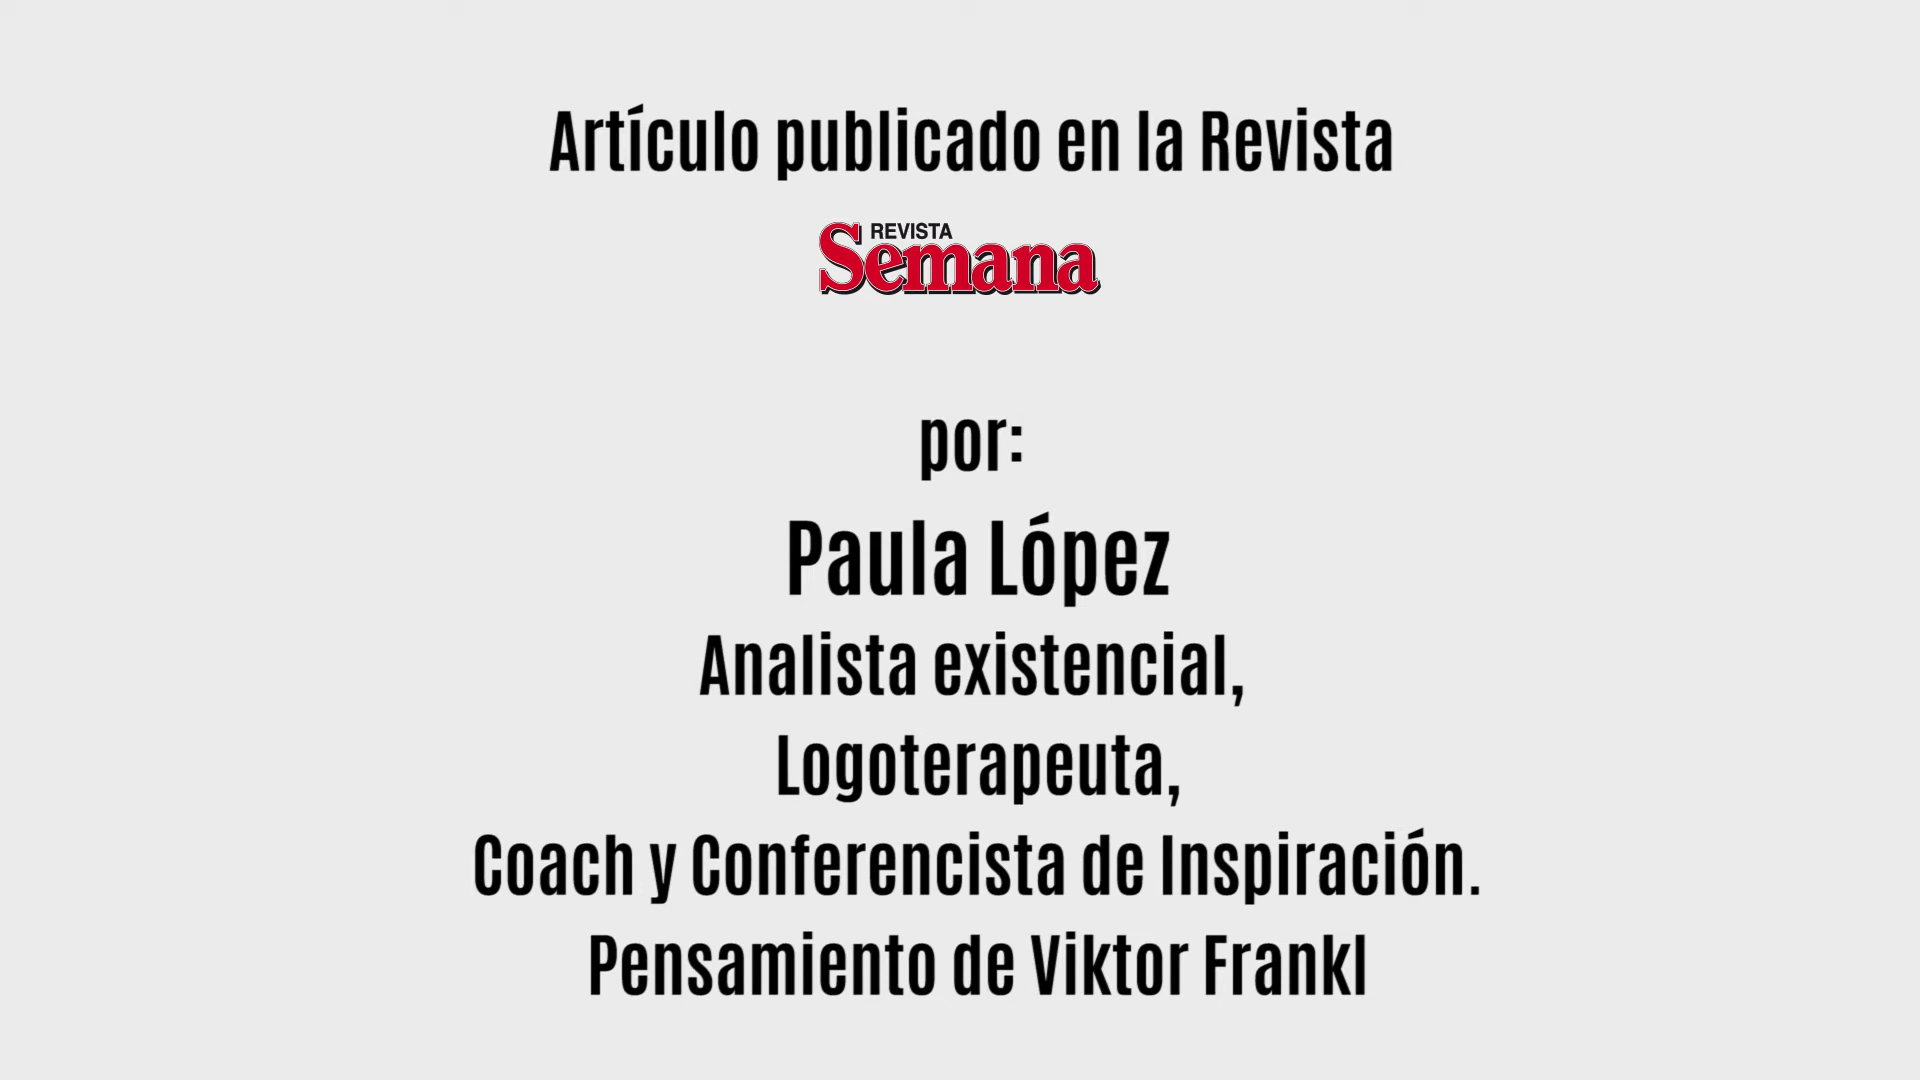 Artículo publicado en la Revista
REVISTA
Semana
por:
Paula López
Analista existencial,
Logoterapeuta,
Coach y Conferencista de Inspiración.
Pensamiento de Viktor Frankl